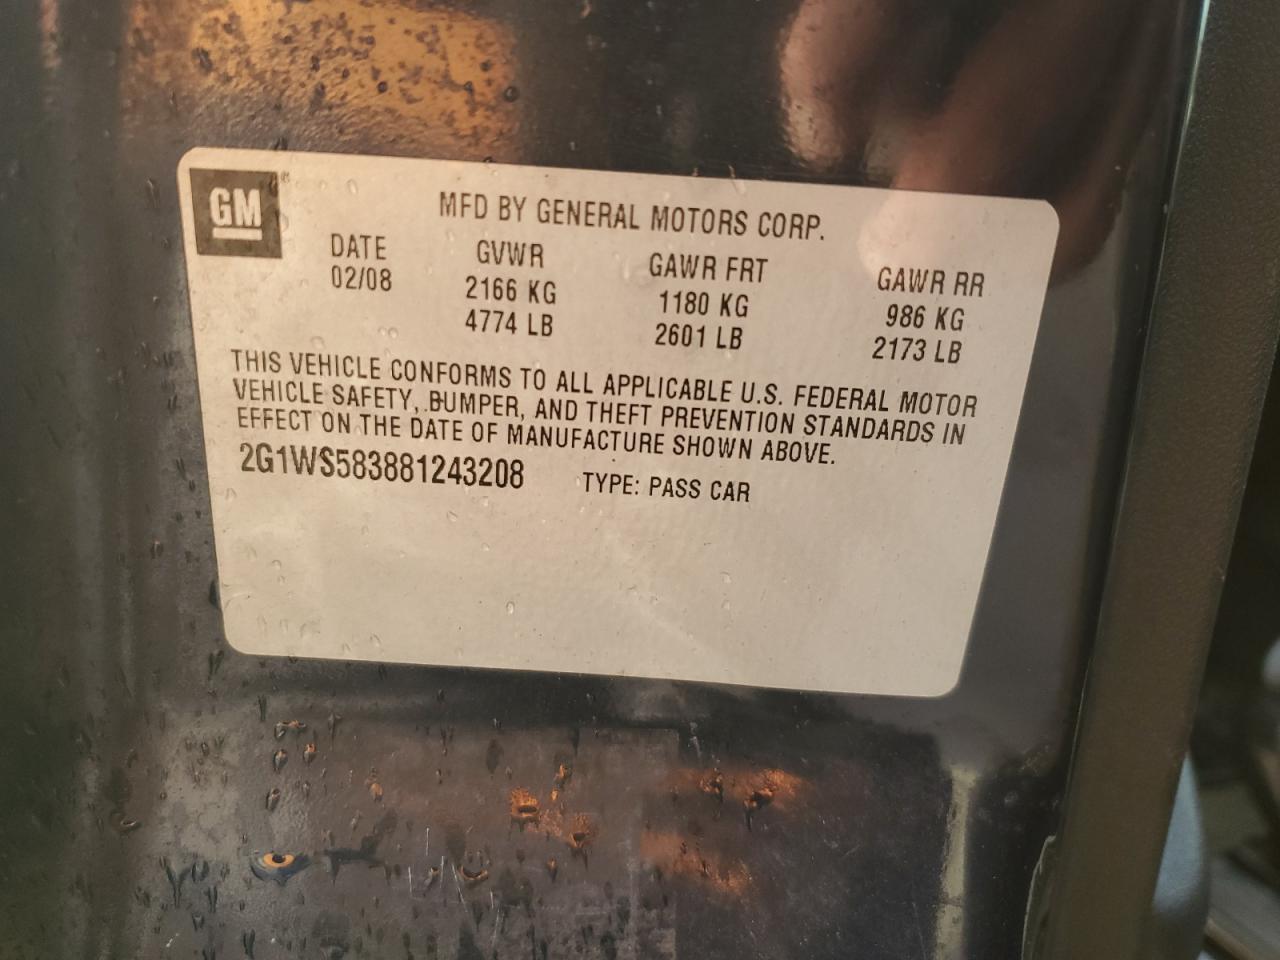 GM
MFD BY GENERAL MOTORS CORP.
DATE GVWR GAWR FRT GAWR RR
02/08 2166 KG 1180 KG 986 KG
4774 LB 2601 LB 2173 LB
THIS VEHICLE CONFORMS TO ALL APPLICABLE U.S. FEDERAL MOTOR
VEHICLE SAFETY, BUMPER, AND THEFT PREVENTION STANDARDS IN
EFFECT ON THE DATE OF MANUFACTURE SHOWN ABOVE.
2G1WS583881243208 TYPE: PASS CAR